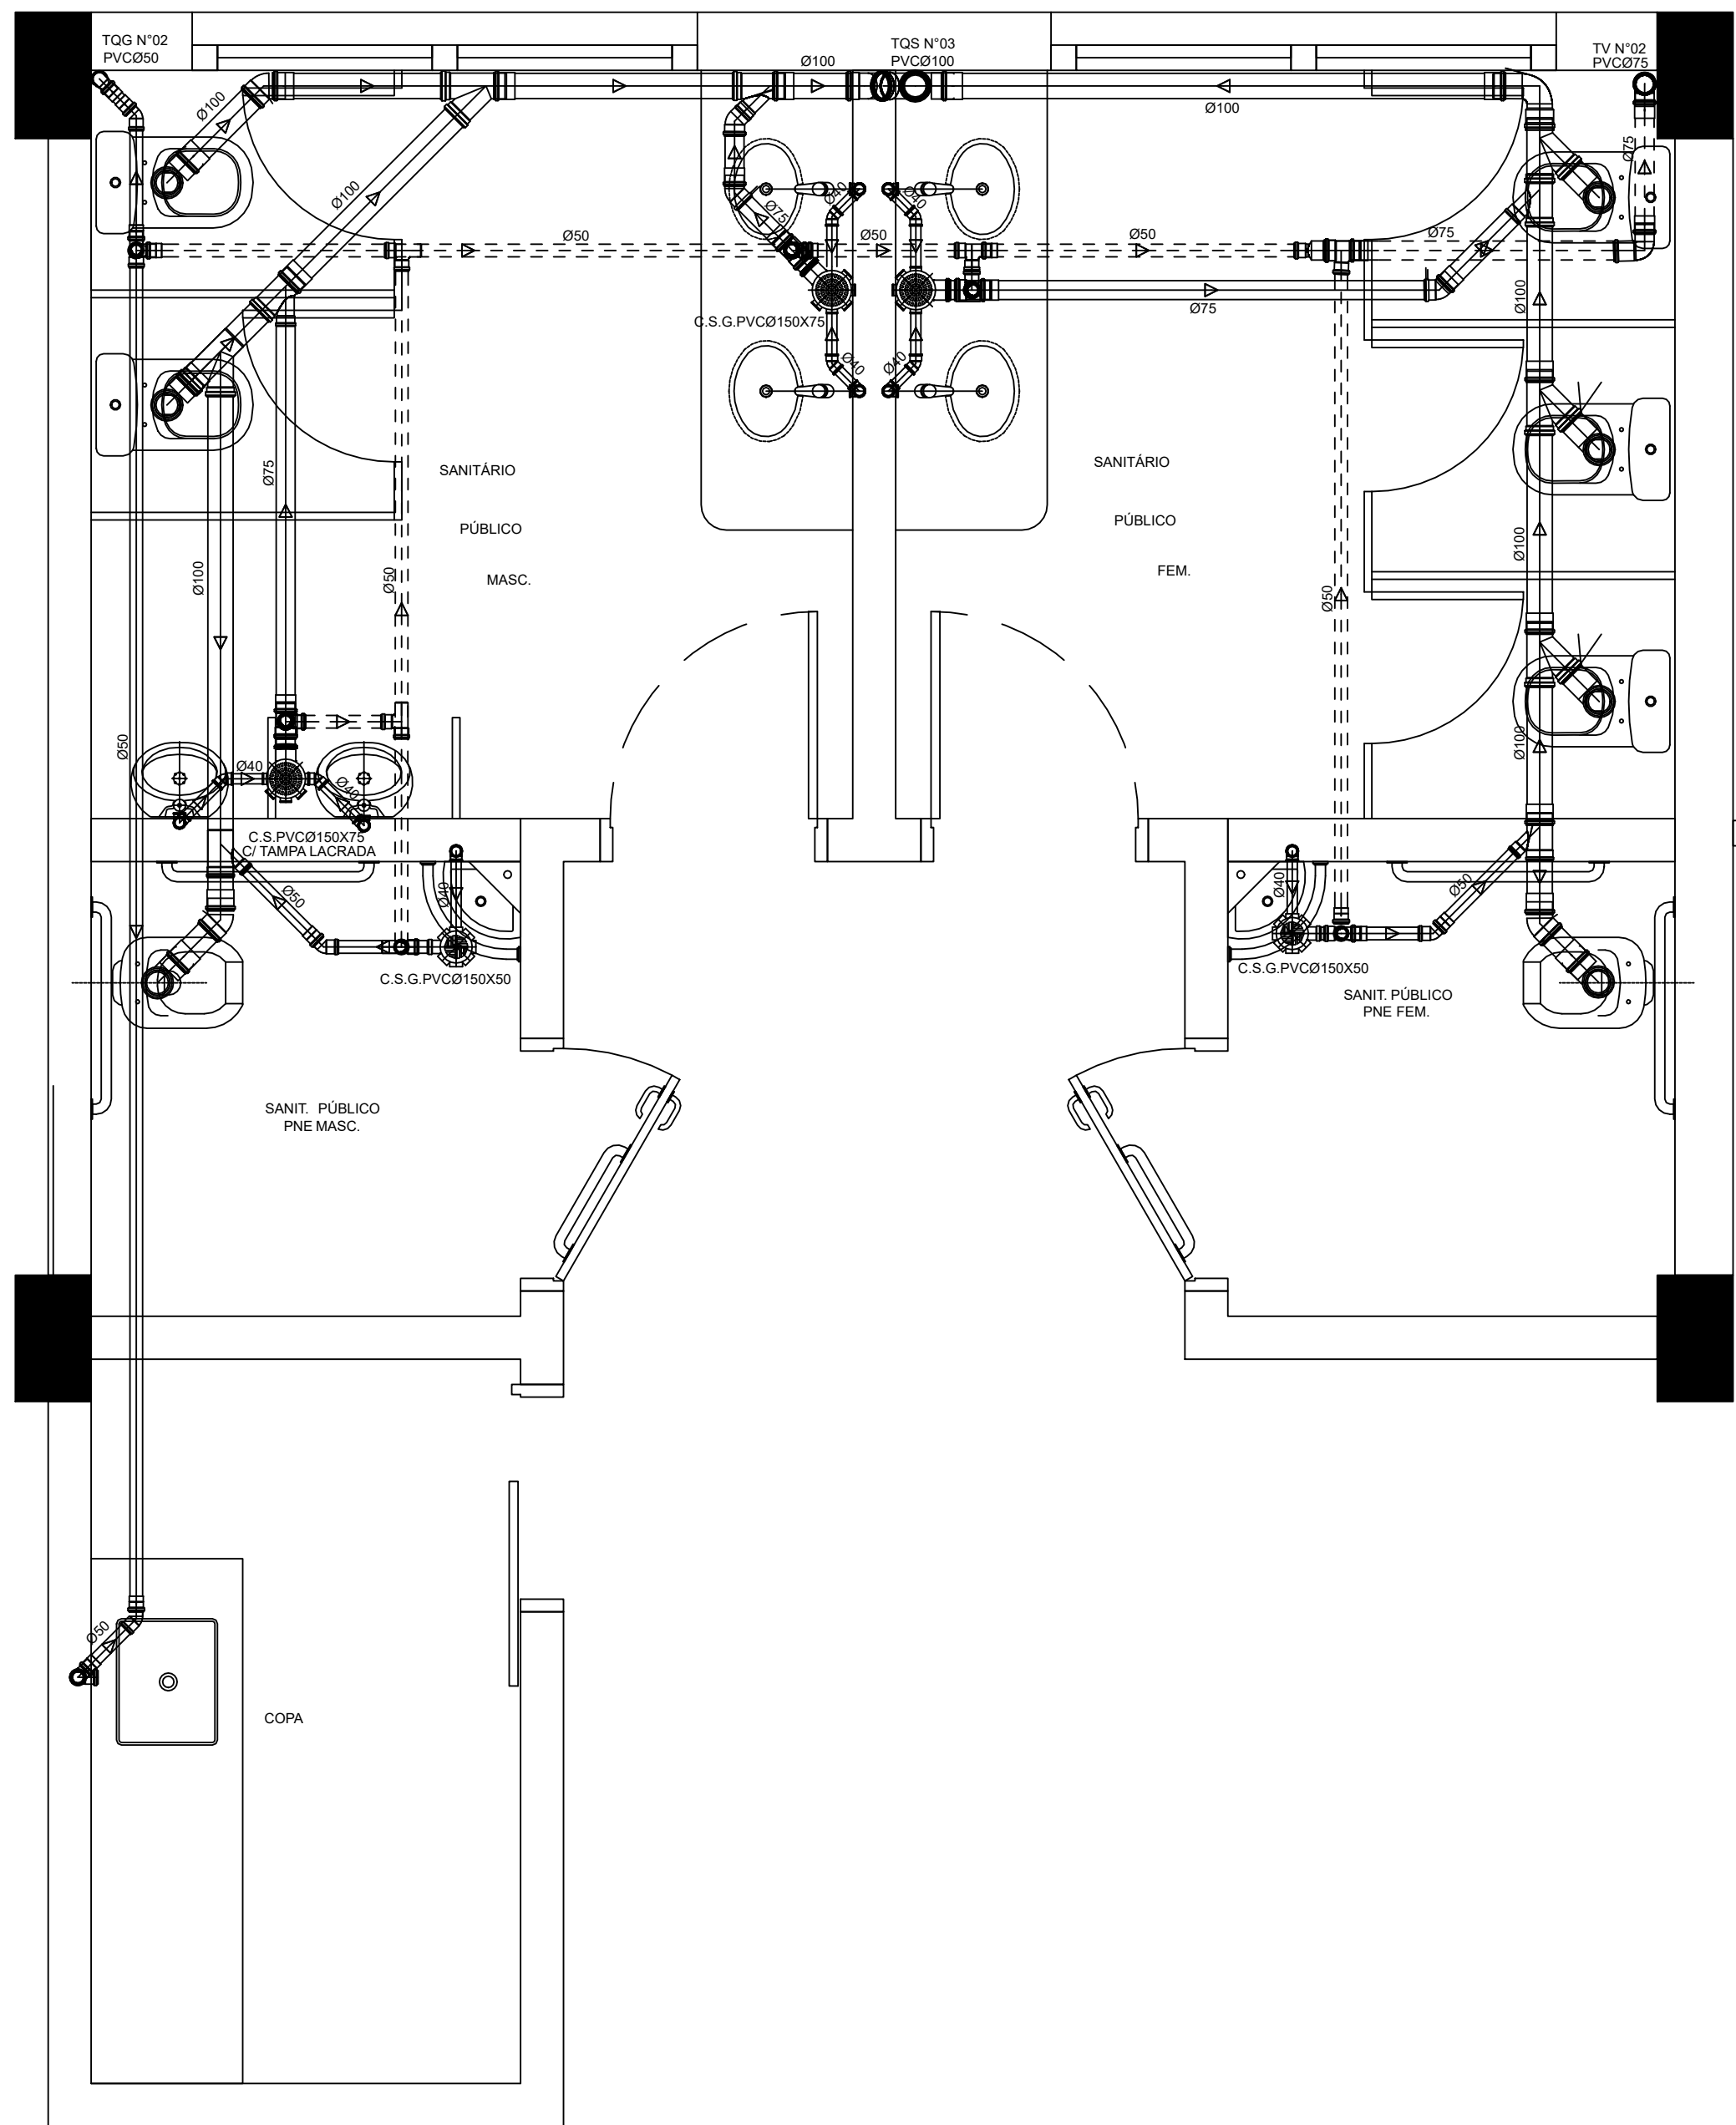 TQG N°02
PVCØ50
TQS N°03
PVCØ100
TV N°02
PVCØ75
Ø100
Ø100
Ø100
Ø75
Ø100
Ø40
Ø40
Ø75
Ø50
Ø50
Ø50
Ø75
Ø100
Ø75
C.S.G.PVCØ150X75
Ø40
Ø40
SANITÁRIO
PÚBLICO
MASC.
SANITÁRIO
PÚBLICO
FEM.
Ø75
Ø100
Ø50
Ø100
Ø50
Ø50
Ø100
Ø40
Ø40
C.S.PVCØ150X75
C/ TAMPA LACRADA
Ø50
Ø40
C.S.G.PVCØ150X50
Ø40
Ø50
C.S.G.PVCØ150X50
SANIT. PÚBLICO
PNE FEM.
SANIT. PÚBLICO
PNE MASC.
Ø50
COPA